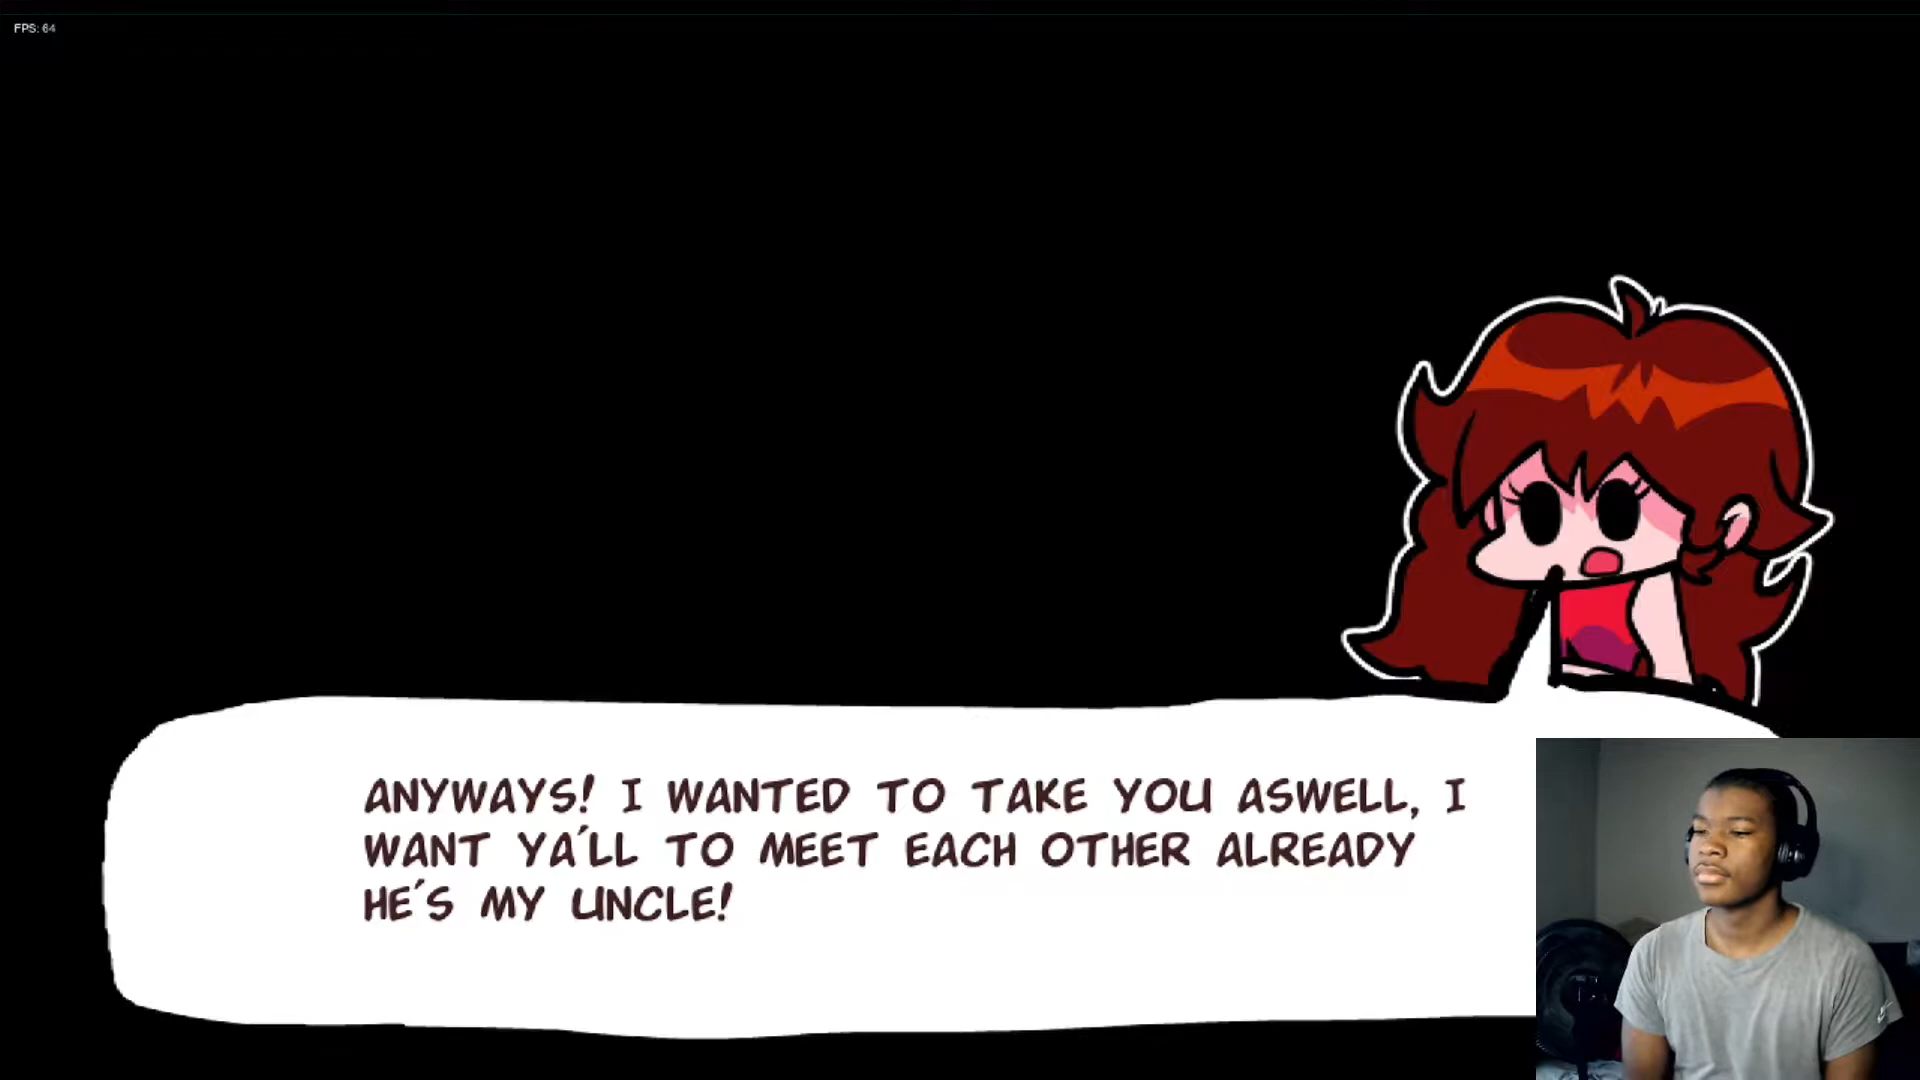 FPS: 64
ANYWAYS! I WANTED TO TAKE YOU ASWELL, I
WANT YA'LL TO MEET EACH OTHER ALREADY
HE'S MY UNCLE!